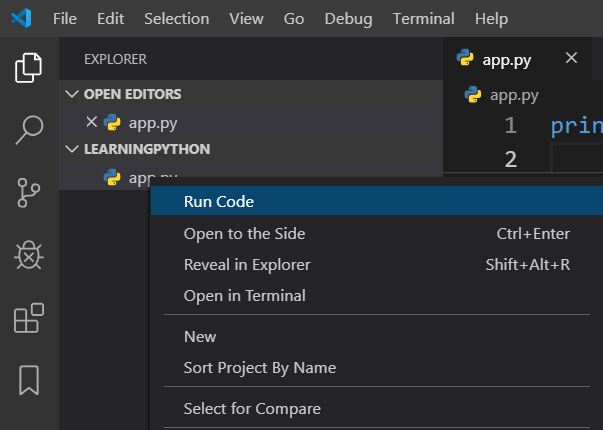 File Edit Selection View Go Debug Terminal Help
EXPLORER
OPEN EDITORS
app.py
LEARNINGPYTHON
app.py
app.py
app.py
1
2
Run Code
Open to the Side Ctrl+Enter
Reveal in Explorer Shift+Alt+R
Open in Terminal
New
Sort Project By Name
Select for Compare